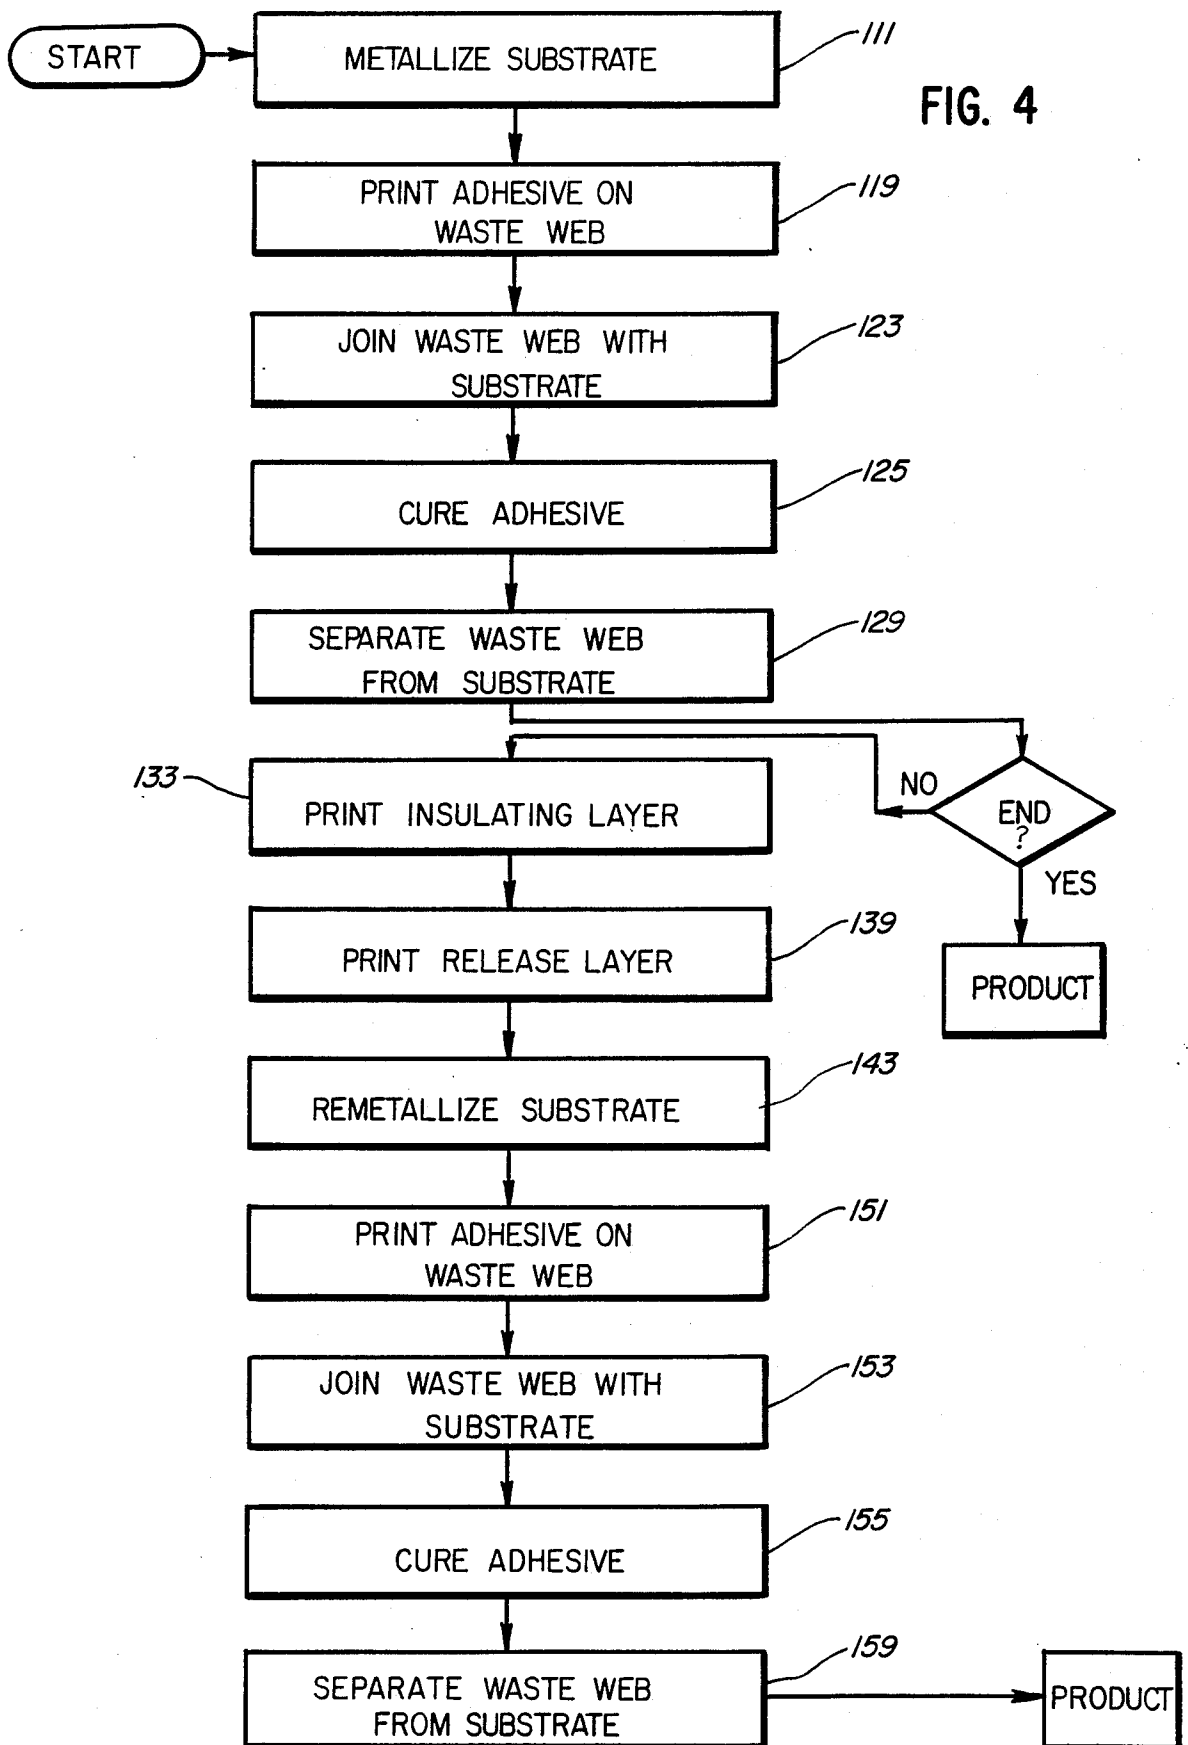 START
METALLIZE SUBSTRATE
111
FIG. 4
PRINT ADHESIVE ON
WASTE WEB
119
JOIN WASTE WEB WITH
SUBSTRATE
123
CURE ADHESIVE
125
SEPARATE WASTE WEB
FROM SUBSTRATE
129
133
PRINT INSULATING LAYER
NO
END
?
YES
PRODUCT
PRINT RELEASE LAYER
139
REMETALLIZE SUBSTRATE
143
PRINT ADHESIVE ON
WASTE WEB
151
JOIN WASTE WEB WITH
SUBSTRATE
153
CURE ADHESIVE
155
SEPARATE WASTE WEB
FROM SUBSTRATE
159
PRODUCT